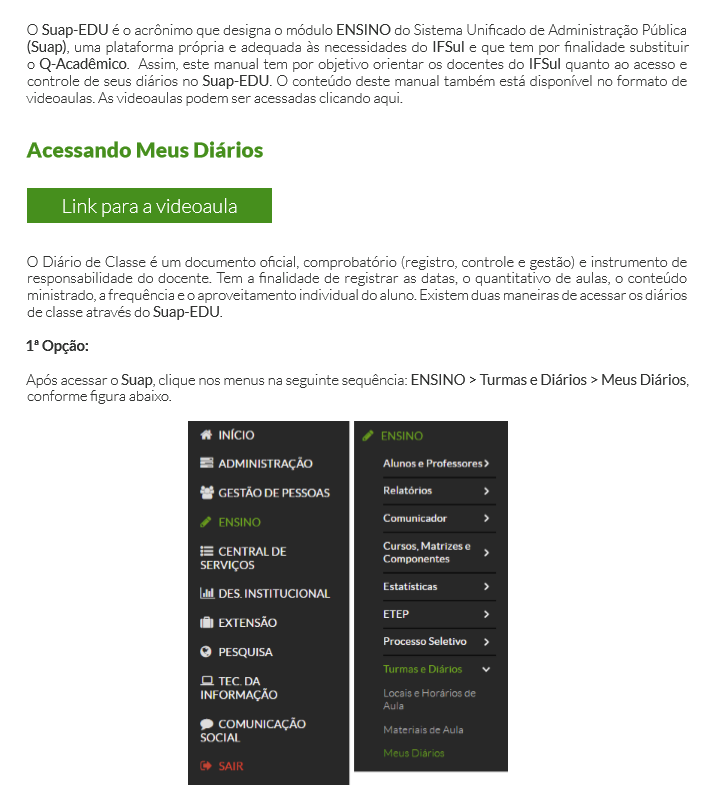 O Suap-EDU é o acrônimo que designa o módulo ENSINO do Sistema Unificado de Administração Pública
(Suap), uma plataforma própria e adequada às necessidades do IFSul e que tem por finalidade substituir
o Q-Acadêmico. Assim, este manual tem por objetivo orientar os docentes do IFSul quanto ao acesso e
controle de seus diários no Suap-EDU. O conteúdo deste manual também está disponível no formato de
videoaulas. As videoaulas podem ser acessadas clicando aqui.
Acessando Meus Diários
Link para a videoaula
O Diário de Classe é um documento oficial, comprobatório (registro, controle e gestão) e instrumento de
responsabilidade do docente. Tem a finalidade de registrar as datas, o quantitativo de aulas, o conteúdo
ministrado, a frequência e o aproveitamento individual do aluno. Existem duas maneiras de acessar os diários
de classe através do Suap-EDU.
1ª Opção:
Após acessar o Suap, clique nos menus na seguinte sequência: ENSINO > Turmas e Diários > Meus Diários,
conforme figura abaixo.
INÍCIO
ADMINISTRAÇÃO
GESTÃO DE PESSOAS
ENSINO
CENTRAL DE
SERVIÇOS
DES. INSTITUCIONAL
EXTENSÃO
PESQUISA
TEC. DA
INFORMAÇÃO
COMUNICAÇÃO
SOCIAL
SAIR
ENSINO
Alunos e Professores
Relatórios
Comunicador
Cursos, Matrizes e
Componentes
Estatísticas
ETEP
Processo Seletivo
Turmas e Diários
Locais e Horários de
Aula
Materiais de Aula
Meus Diários